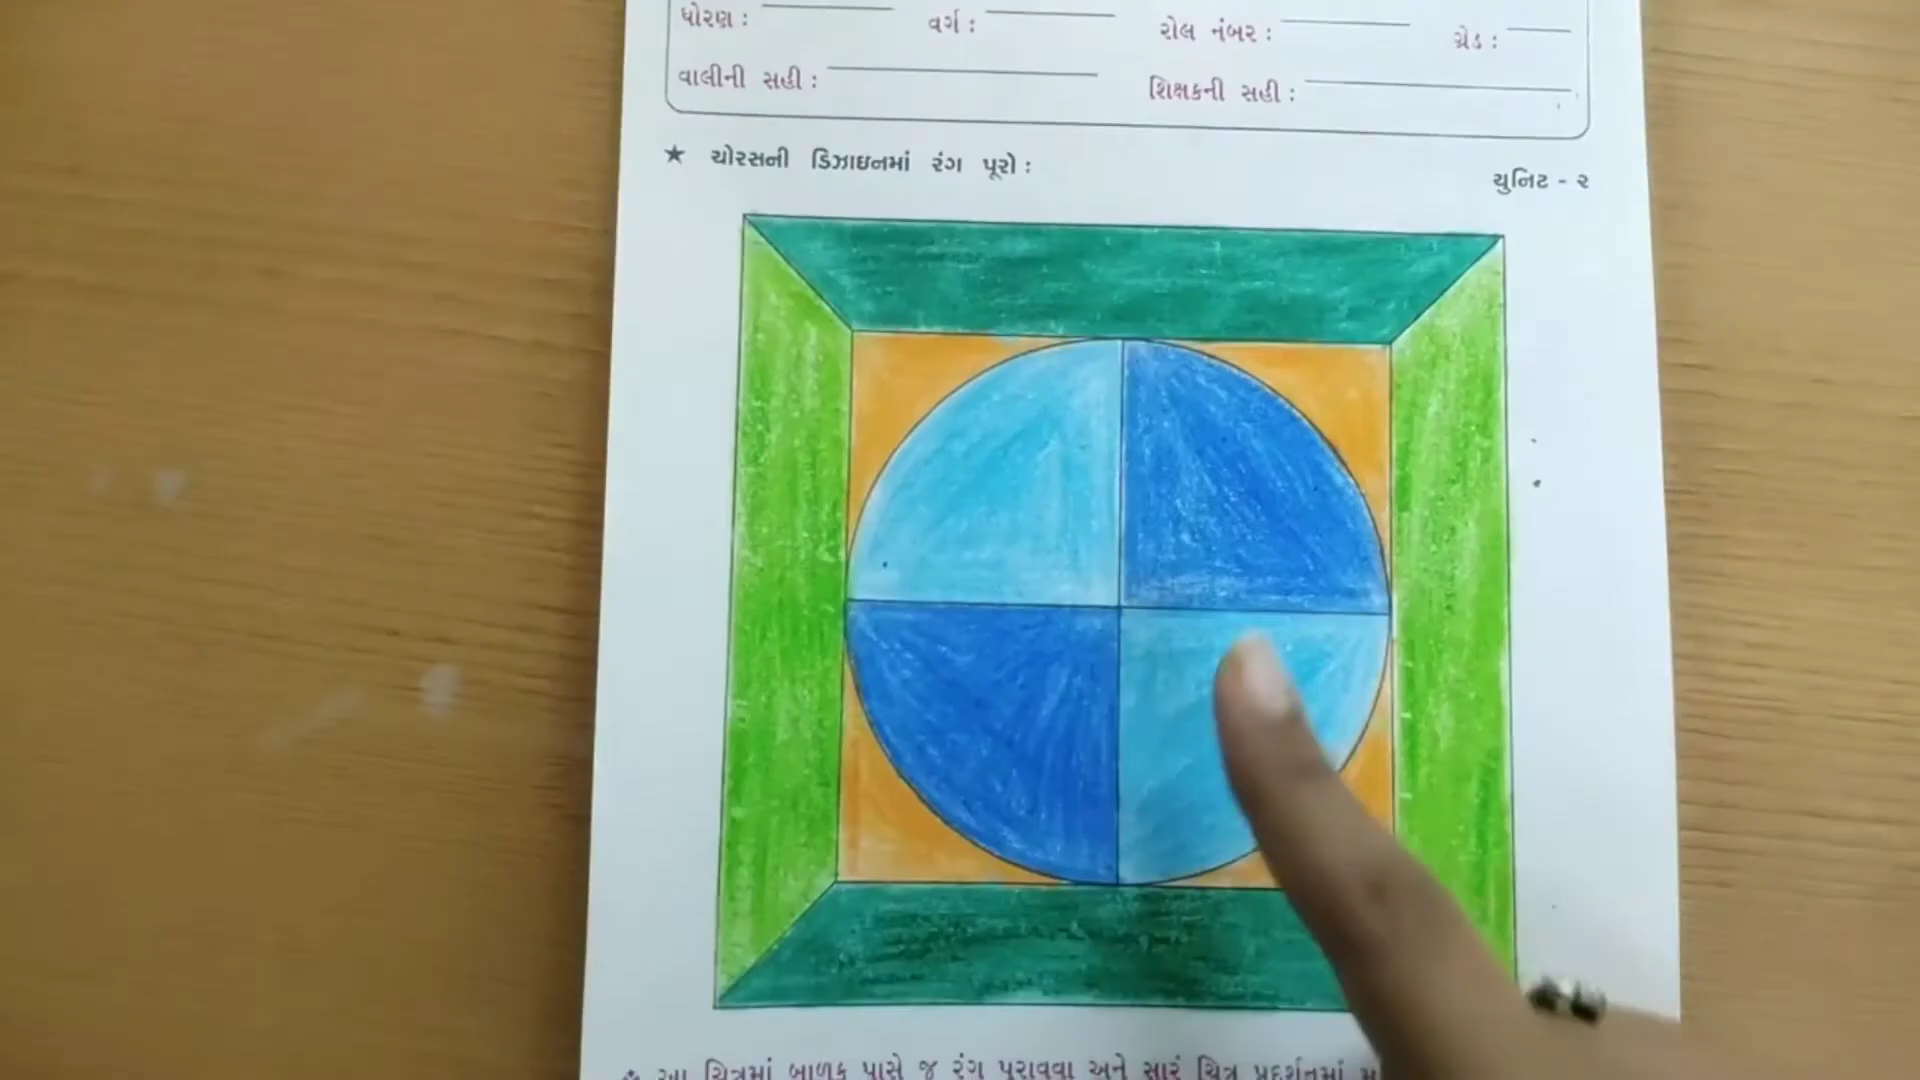 ધોરણ : વર્ગ : રોલ નંબર : ગ્રેડ :
વાલીની સહી : શિક્ષકની સહી :
★ ચોરસની ડિઝાઇનમાં રંગ પૂરો :
યુનિટ - ૨
આ ચિત્રમાં બાળક પાસે જ રંગ પૂરાવવા અને સારું ચિત્ર પ્રદર્શનમાં